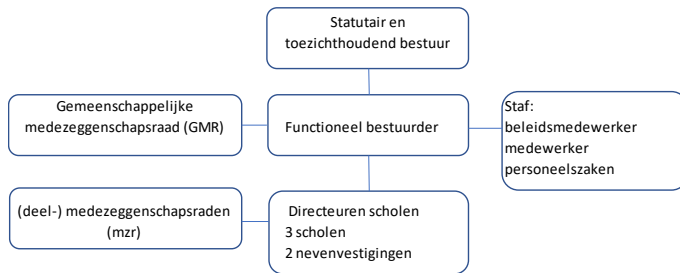 Statutair en
toezichthoudend bestuur
Gemeenschappelijke
medezeggenschapsraad (GMR)
Functioneel bestuurder
Staf:
beleidsmedewerker
medewerker
personeelszaken
(deel-) medezeggenschapsraden
(mzr)
Directeuren scholen
3 scholen
2 nevenvestigingen